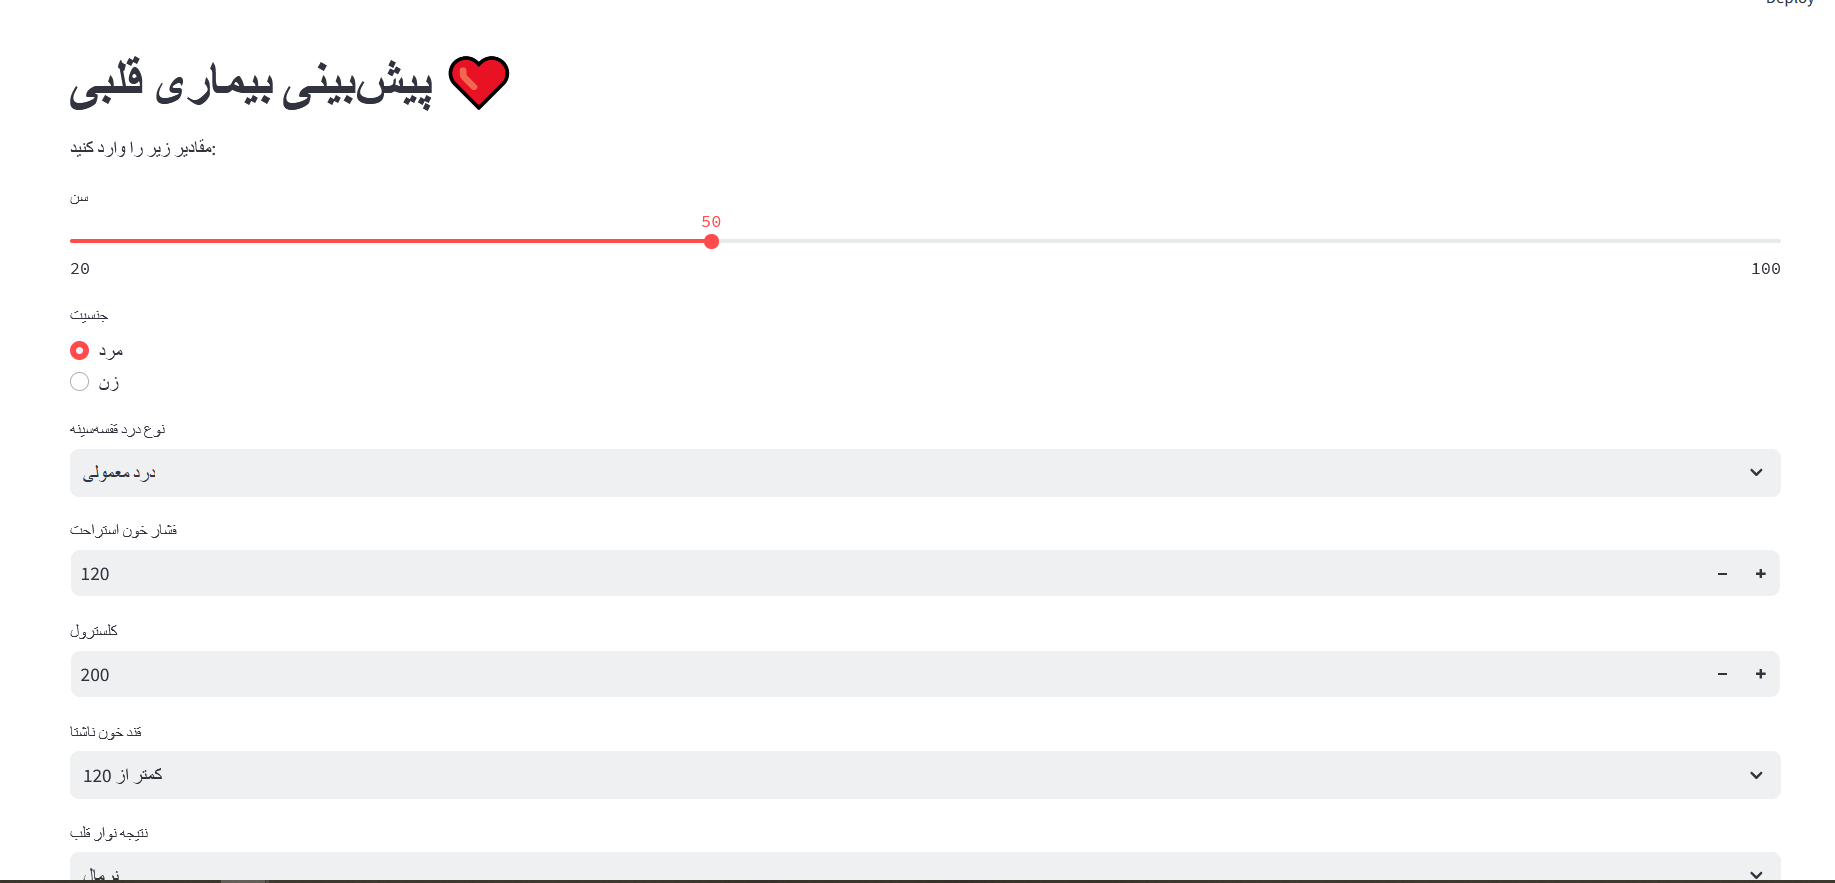 Deploy
پیش‌بینی بیماری قلبی
مقادیر زیر را وارد کنید:
سن
50
20
100
جنسیت
مرد
زن
نوع درد قفسه‌سینه
درد معمولی
فشار خون استراحت
120
کلسترول
200
قند خون ناشتا
کمتر از 120
نتیجه نوار قلب
نرمال